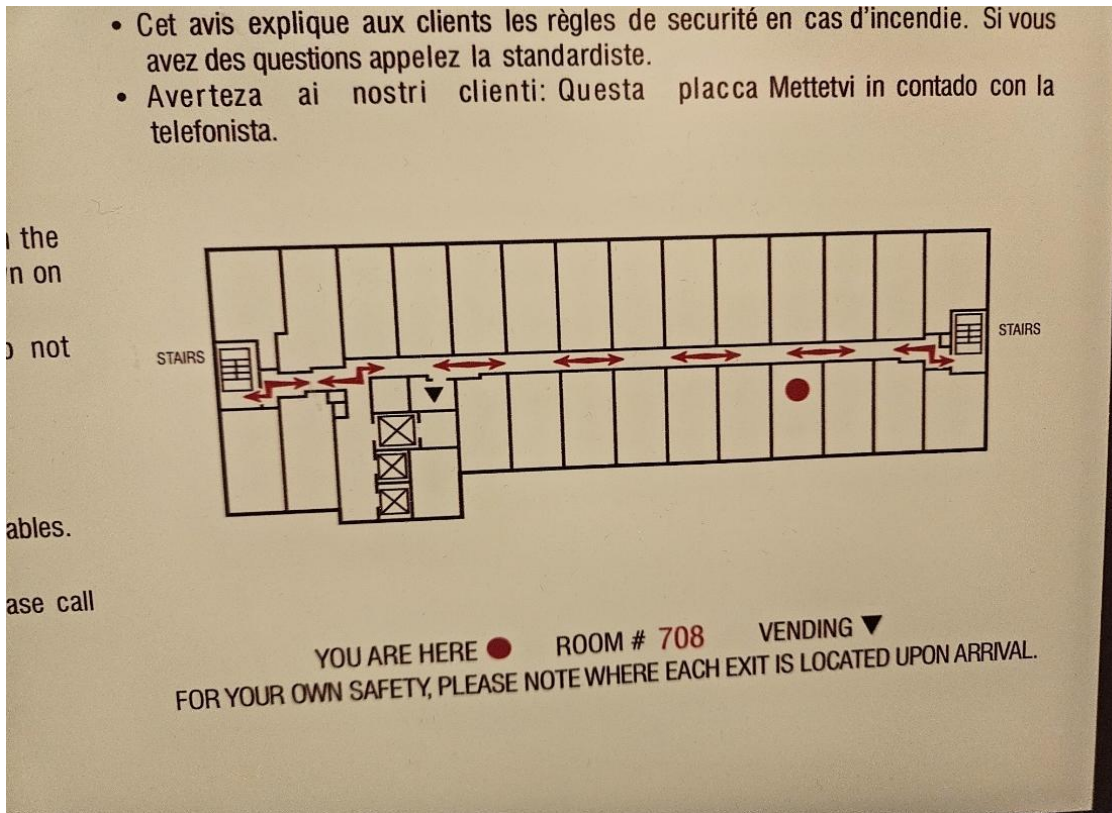 • Cet avis explique aux clients les règles de securité en cas d'incendie. Si vous
avez des questions appelez la standardiste.
• Averteza ai nostri clienti: Questa placca Mettetvi in contado con la
telefonista.
the
n on
not
ables.
ase call
STAIRS
STAIRS
YOU ARE HERE ● ROOM # 708 VENDING ▼
FOR YOUR OWN SAFETY, PLEASE NOTE WHERE EACH EXIT IS LOCATED UPON ARRIVAL.